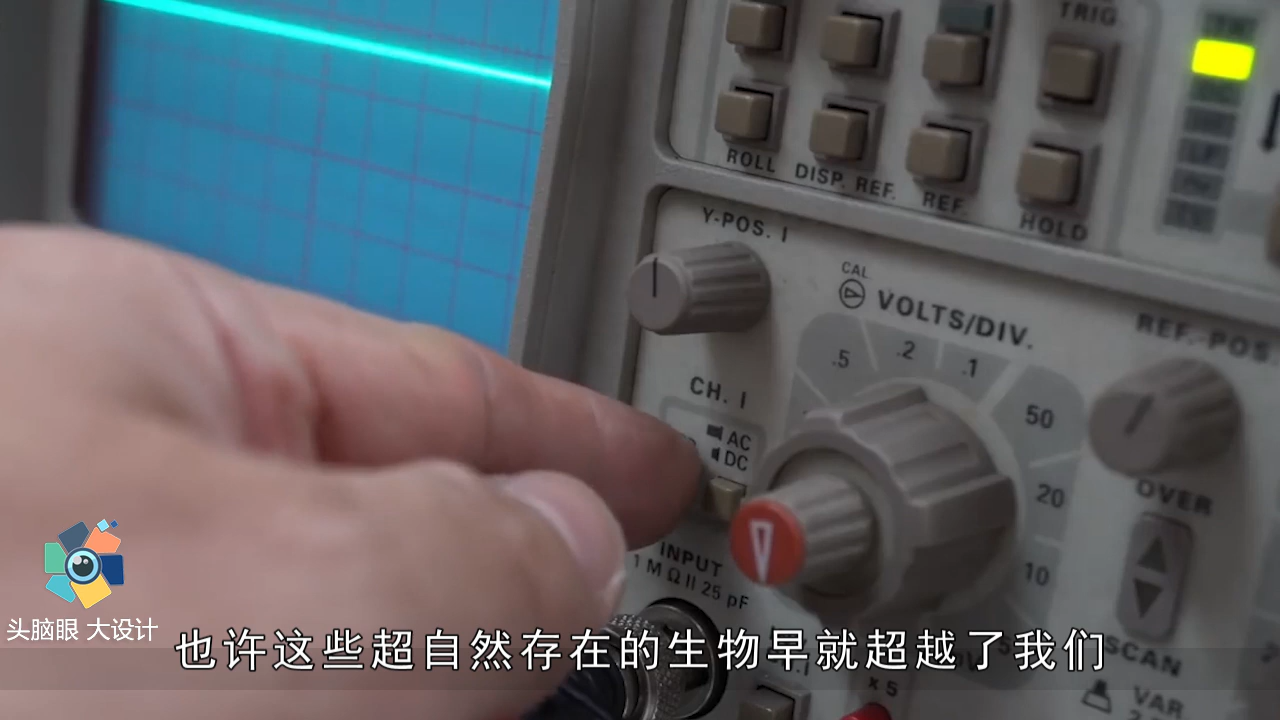 TRIG
ROLL
DISP. REF.
REF.
HOLD
Y-POS. I
CAL
VOLTS/DIV.
REF.-POS.
.5
.2
.1
50
20
10
CH. I
AC
DC
OVER
INPUT
1 MΩ II 25 pF
SCAN
VAR
x 5
头脑眼 大设计
也许这些超自然存在的生物早就超越了我们